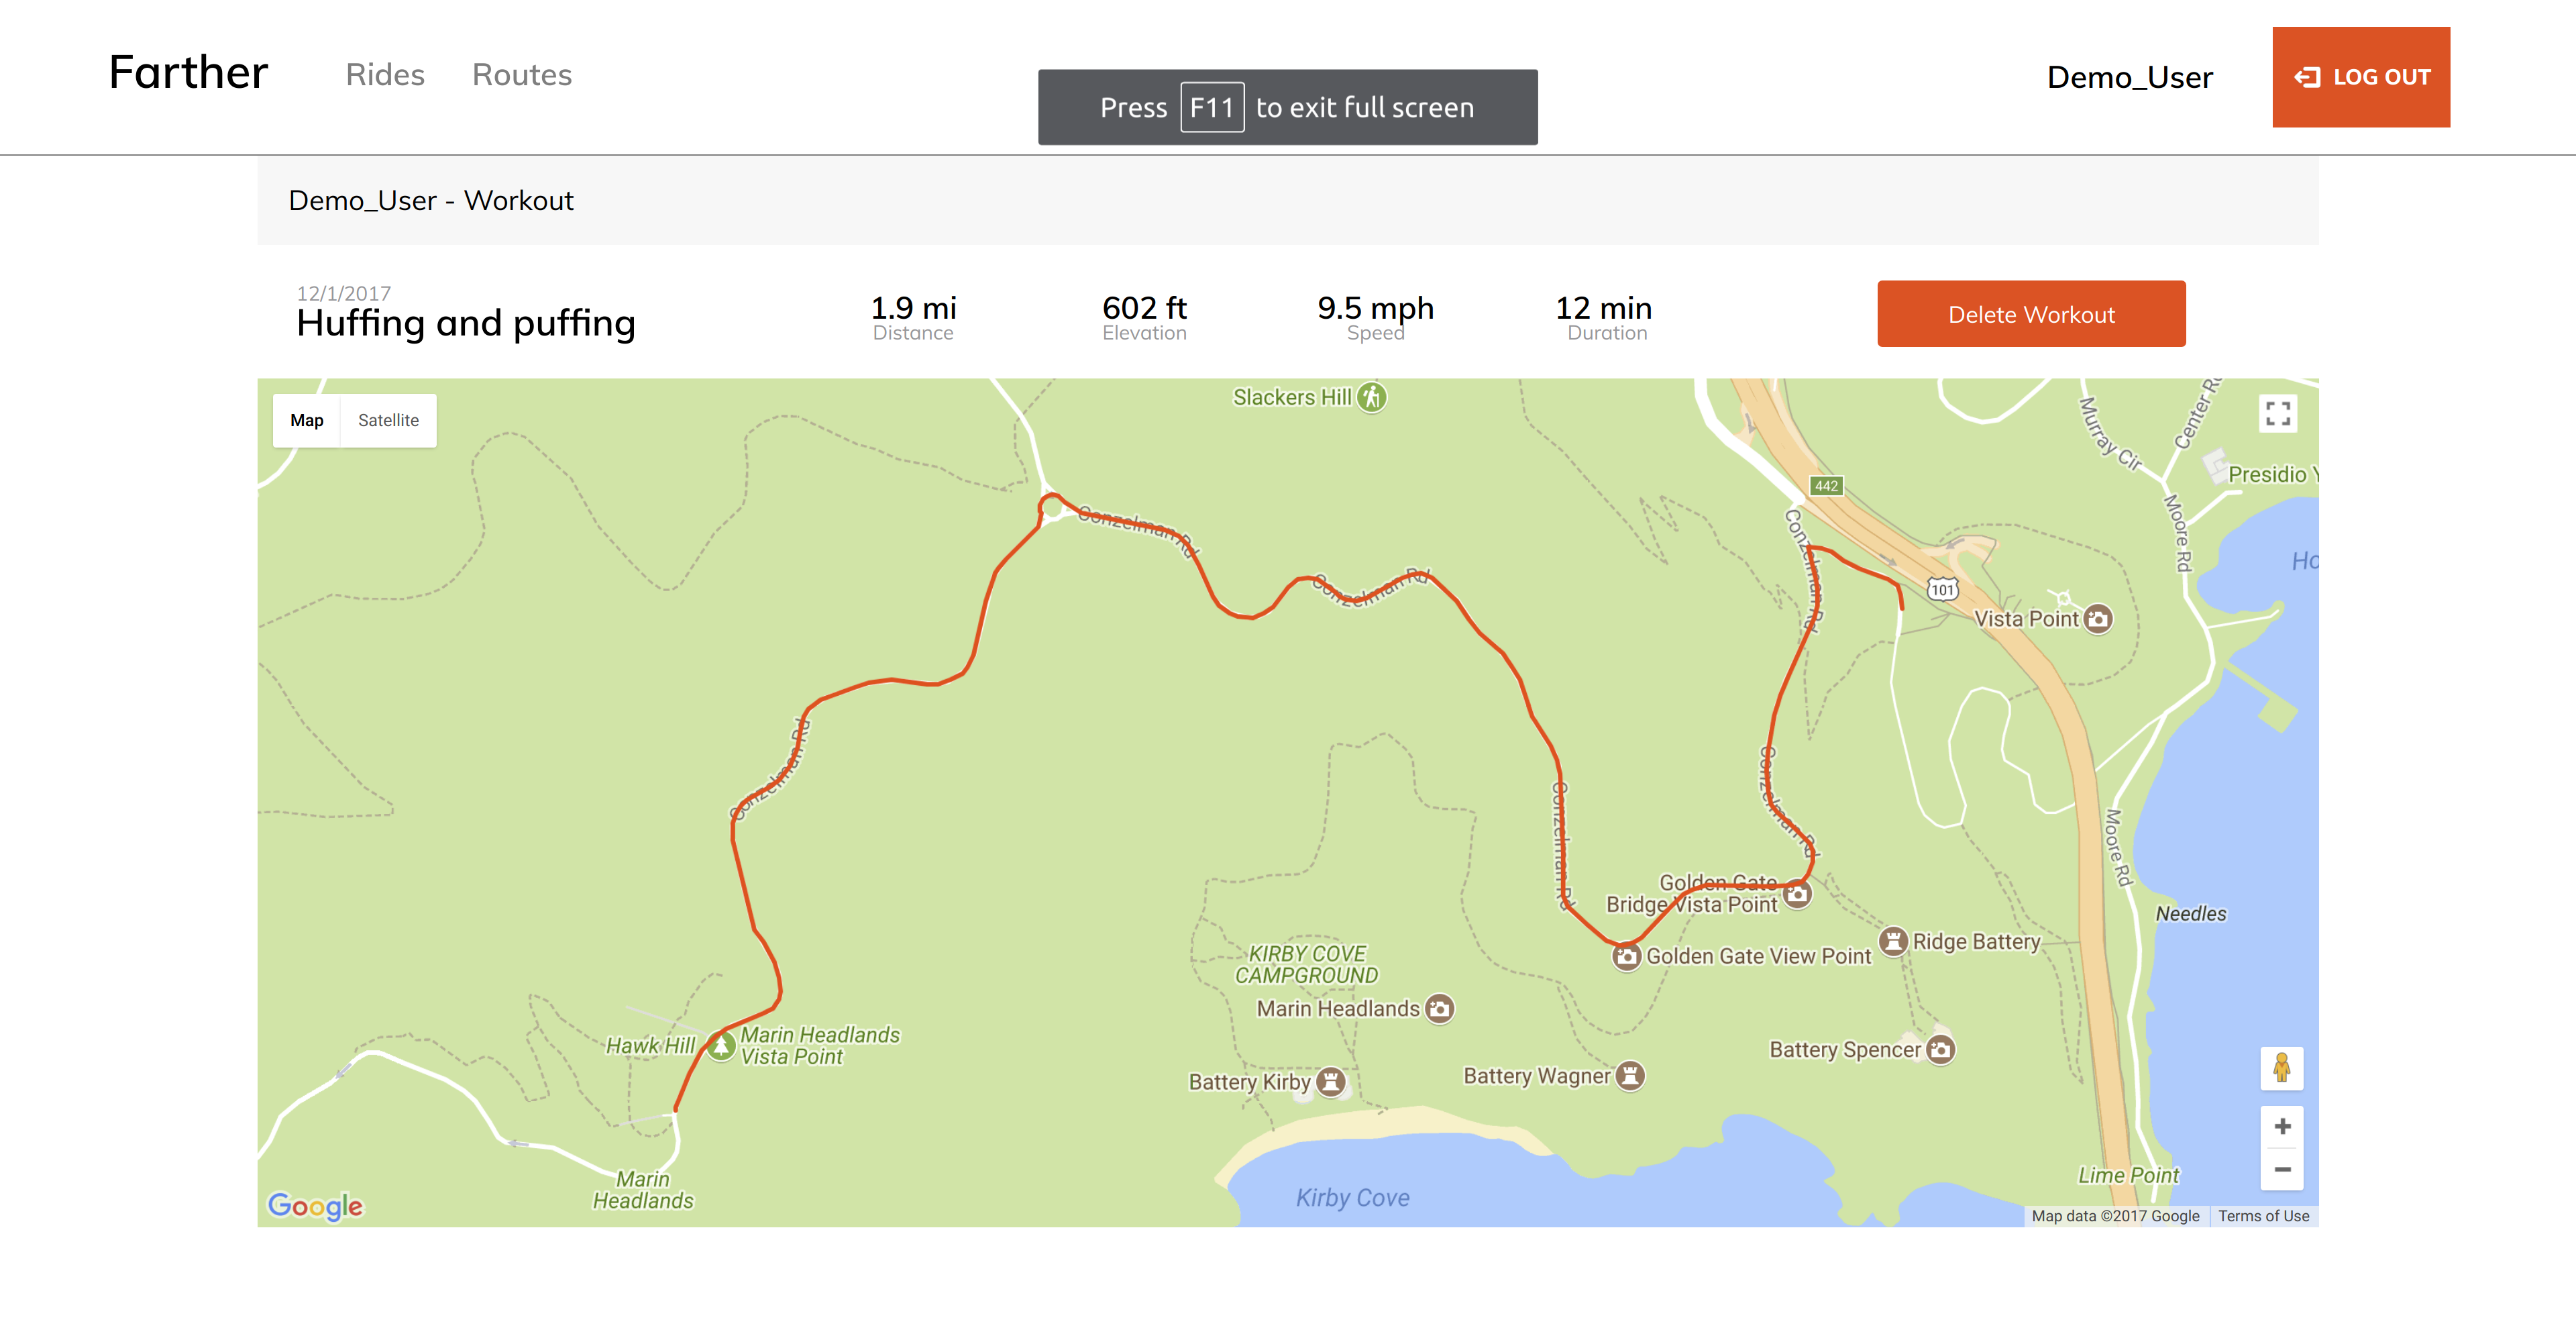 Farther
Rides
Routes
Press F11 to exit full screen
Demo_User
LOG OUT
Demo_User - Workout
12/1/2017
Huffing and puffing
1.9 mi
Distance
602 ft
Elevation
9.5 mph
Speed
12 min
Duration
Delete Workout
Map
Satellite
Slackers Hill
Murray Cir
Center Rd
Presidio Y
442
Conzelman Rd
Conzelman Rd
Conzelman Rd
Moore Rd
Ho
101
Vista Point
Conzelman Rd
Conzelman Rd
Conzelman Rd
Moore Rd
Golden Gate
Bridge Vista Point
Needles
KIRBY COVE
CAMPGROUND
Golden Gate View Point
Ridge Battery
Marin Headlands
Hawk Hill
Marin Headlands
Vista Point
Battery Spencer
Battery Kirby
Battery Wagner
Marin
Headlands
Lime Point
Kirby Cove
Google
Map data ©2017 Google
Terms of Use